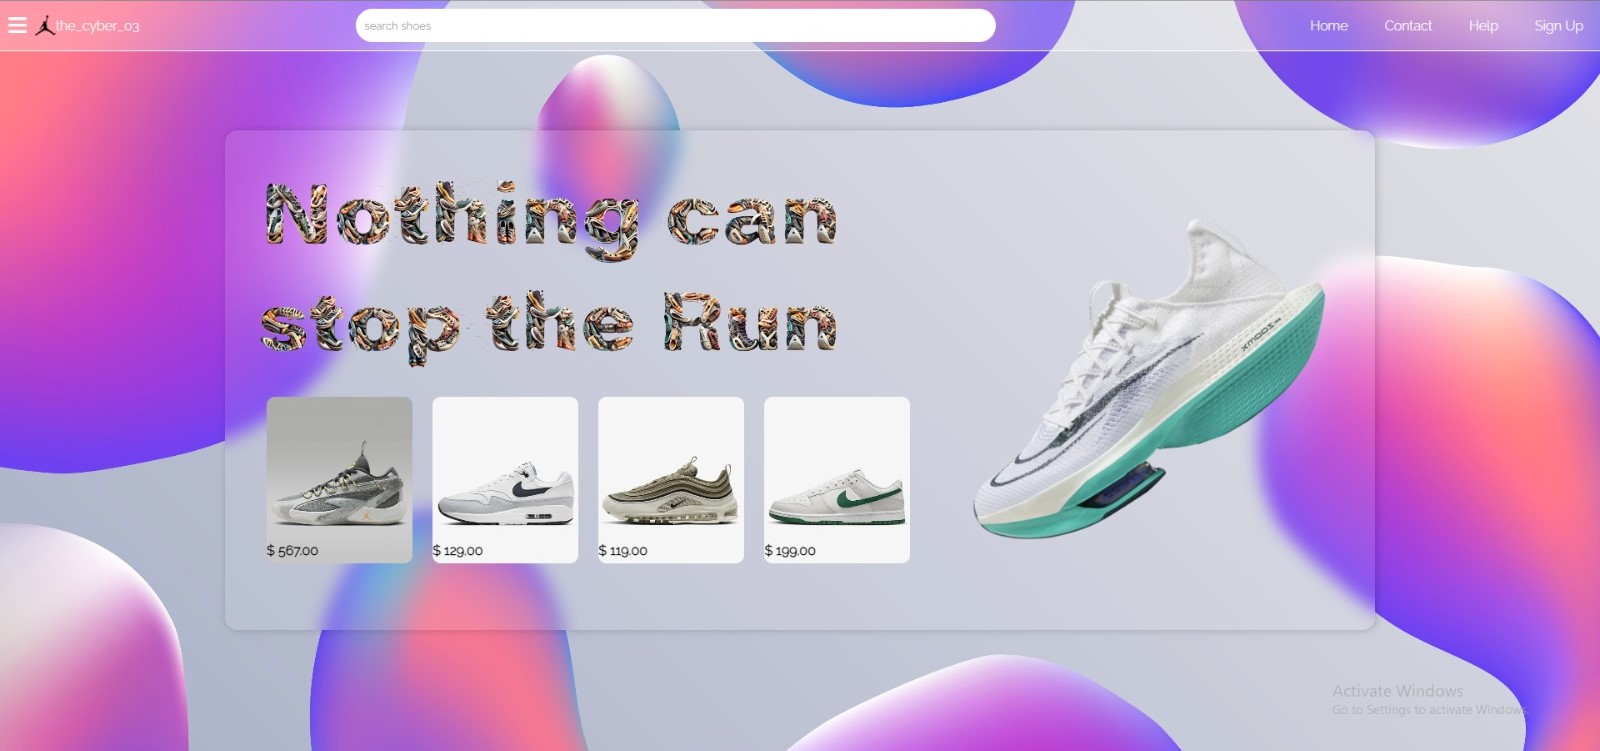 the_cyber_03
search shoes
Home
Contact
Help
Sign Up
Nothing can
stop the Run
$ 567.00
$ 129.00
$ 119.00
$ 199.00
ZOOMX
Activate Windows
Go to Settings to activate Windows.